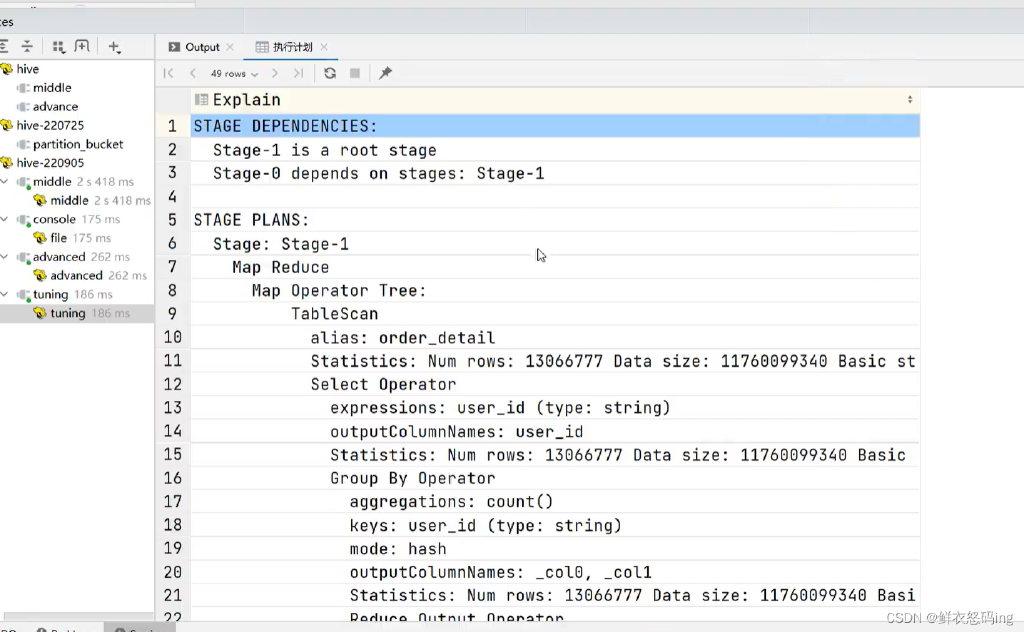 Output
执行计划
49 rows
hive
middle
advance
hive-220725
partition_bucket
hive-220905
middle 2 s 418 ms
middle 2 s 418 ms
console 175 ms
file 175 ms
advanced 262 ms
advanced 262 ms
tuning 186 ms
tuning 186 ms
Explain
1 STAGE DEPENDENCIES:
2 Stage-1 is a root stage
3 Stage-0 depends on stages: Stage-1
4
5 STAGE PLANS:
6 Stage: Stage-1
7 Map Reduce
8 Map Operator Tree:
9 TableScan
10 alias: order_detail
11 Statistics: Num rows: 13066777 Data size: 11760099340 Basic st
12 Select Operator
13 expressions: user_id (type: string)
14 outputColumnNames: user_id
15 Statistics: Num rows: 13066777 Data size: 11760099340 Basic
16 Group By Operator
17 aggregations: count()
18 keys: user_id (type: string)
19 mode: hash
20 outputColumnNames: _col0, _col1
21 Statistics: Num rows: 13066777 Data size: 11760099340 Basi
22 Reduce Output Operator
CSDN @鲜衣怒码ing